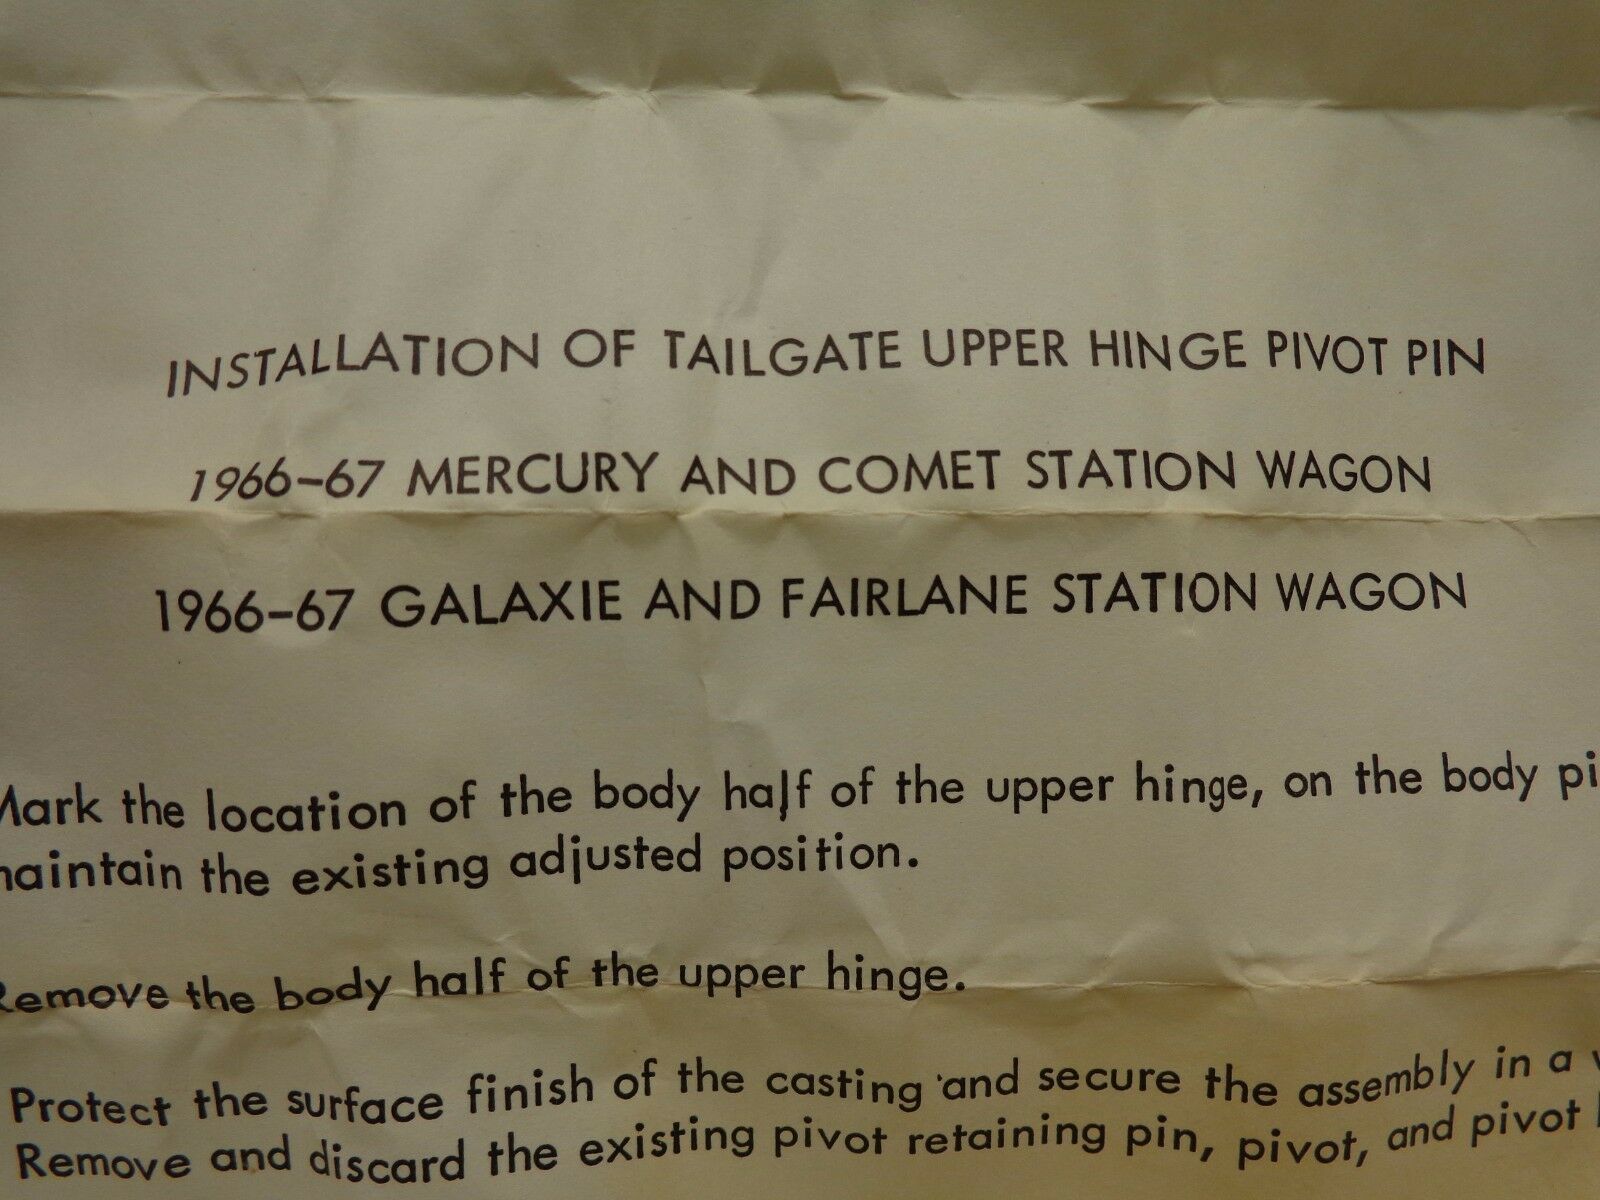 INSTALLATION OF TAILGATE UPPER HINGE PIVOT PIN
1966-67 MERCURY AND COMET STATION WAGON
1966-67 GALAXIE AND FAIRLANE STATION WAGON
Mark the location of the body half of the upper hinge, on the body pi
maintain the existing adjusted position.
Remove the body half of the upper hinge.
Protect the surface finish of the casting and secure the assembly in a
Remove and discard the existing pivot retaining pin, pivot, and pivot